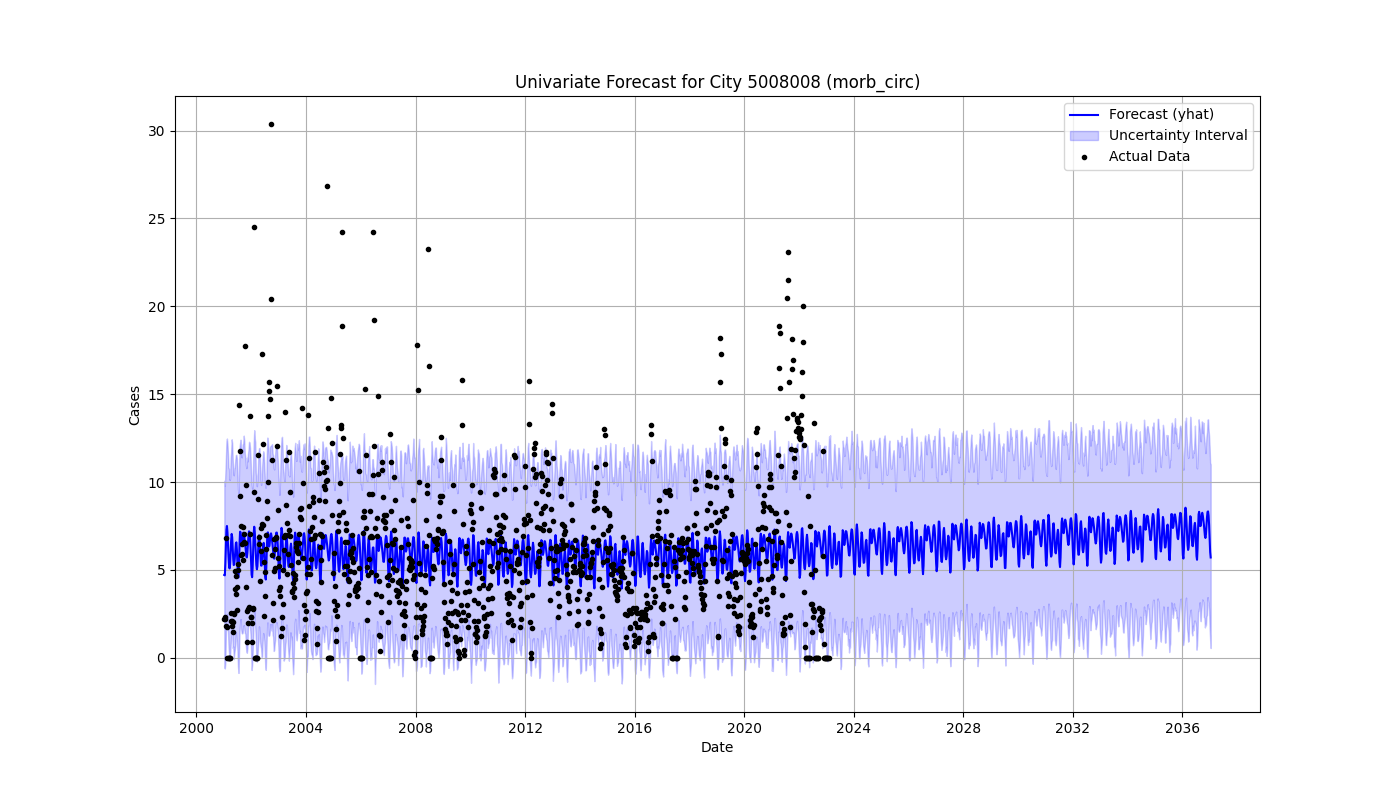 Univariate Forecast for City 5008008 (morb_circ)
Forecast (yhat)
Uncertainty Interval
Actual Data
Cases
30
25
20
15
10
5
0
2000 2004 2008 2012 2016 2020 2024 2028 2032 2036
Date